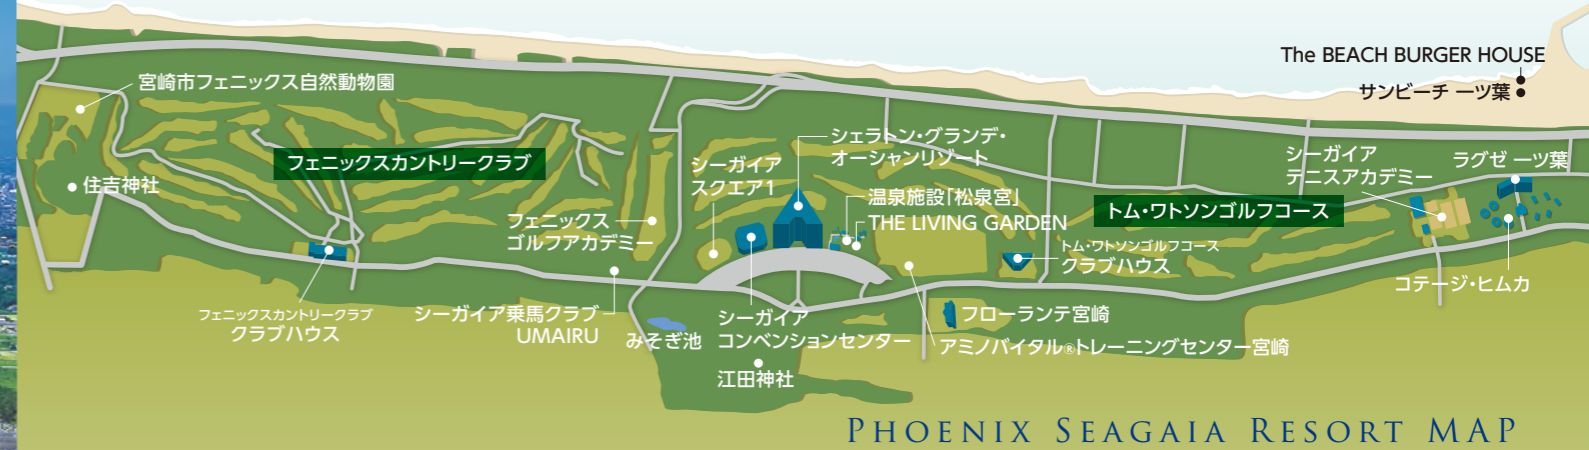 The BEACH BURGER HOUSE
サンビーチ 一ツ葉
宮崎市フェニックス自然動物園
フェニックスカントリークラブ
住吉神社
シーガイア
スクエア1
シェラトン・グランデ・
オーシャンリゾート
温泉施設「松泉宮」
THE LIVING GARDEN
フェニックス
ゴルフアカデミー
トム・ワトソンゴルフコース
シーガイア
テニスアカデミー
ラグゼ 一ツ葉
トム・ワトソンゴルフコース
クラブハウス
コテージ・ヒムカ
フェニックスカントリークラブ
クラブハウス
シーガイア乗馬クラブ
UMAIRU
みそぎ池
シーガイア
コンベンションセンター
フローランテ宮崎
アミノバイタル®トレーニングセンター宮崎
江田神社
PHOENIX SEAGAIA RESORT MAP